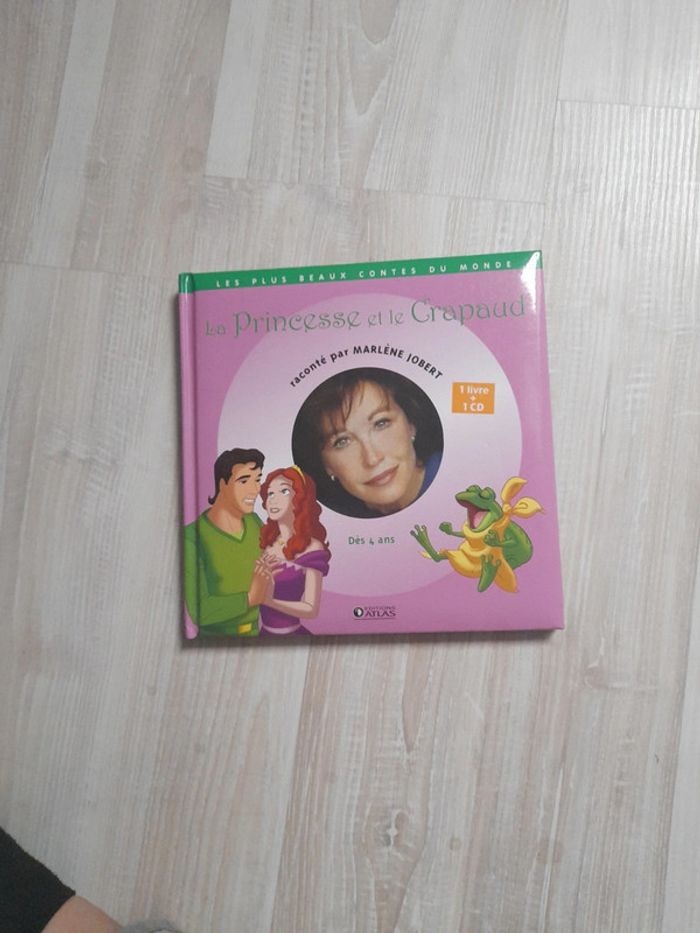 LES PLUS BEAUX CONTES DU MONDE
La Princesse et le Crapaud
raconté par MARLÈNE JOBERT
1 livre
+
1 CD
Dès 4 ans
EDITIONS
ATLAS